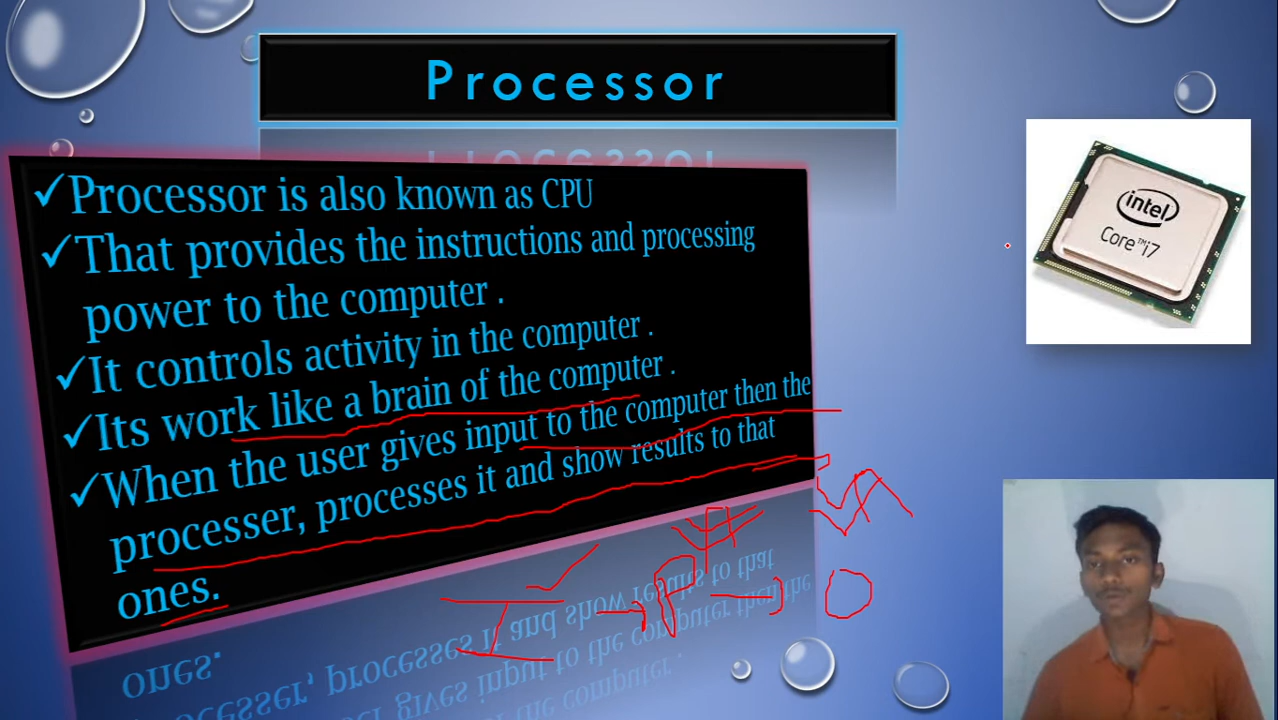 Processor
✓Processor is also known as CPU
✓That provides the instructions and processing
power to the computer .
✓It controls activity in the computer .
✓Its work like a brain of the computer .
✓When the user gives input to the computer then the
processer, processes it and show results to that
ones.
I → P → O
intel
Core™i7